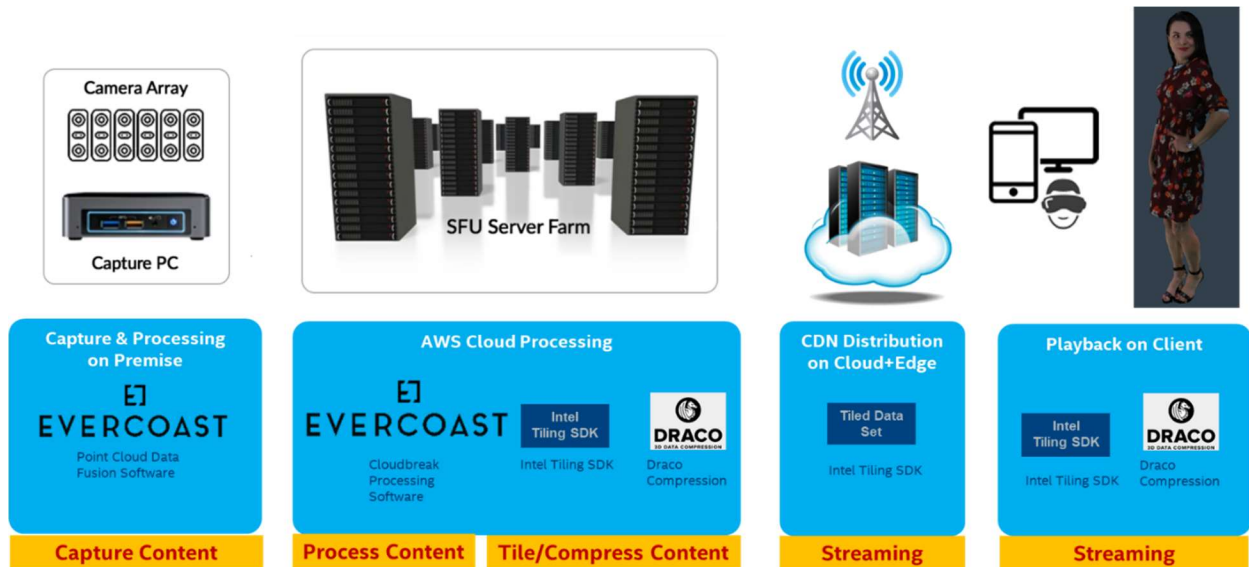 Camera Array
Capture PC
SFU Server Farm
Capture & Processing
on Premise
EVERCOAST
Point Cloud Data
Fusion Software
AWS Cloud Processing
EVERCOAST
Cloudbreak
Processing
Software
Intel
Tiling SDK
Intel Tiling SDK
DRACO
3D DATA COMPRESSION
Draco
Compression
CDN Distribution
on Cloud+Edge
Tiled Data
Set
Intel Tiling SDK
Playback on Client
Intel
Tiling SDK
Intel Tiling SDK
DRACO
3D DATA COMPRESSION
Draco
Compression
Capture Content
Process Content
Tile/Compress Content
Streaming
Streaming